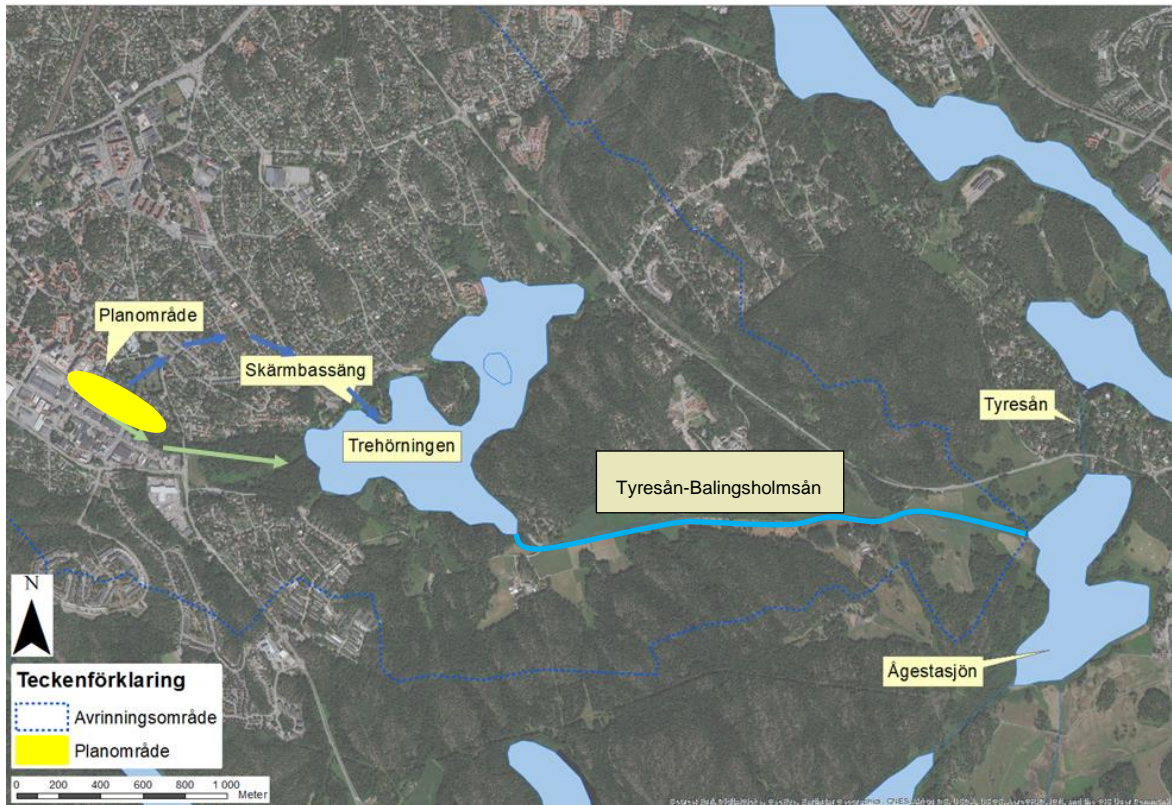 Planområde
Skärmbassäng
Trehörningen
Tyresån-Balingsholmsån
Tyresån
Ågestasjön
N
Teckenförklaring
Avrinningsområde
Planområde
0 200 400 600 800 1 000
Meter